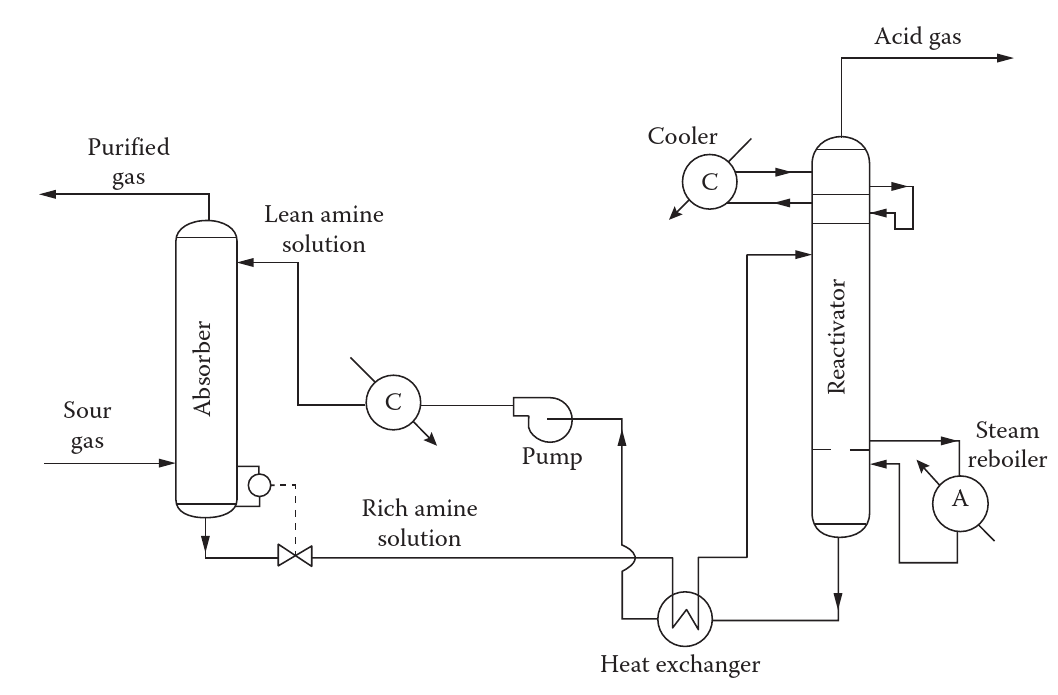 Acid gas
Purified
gas
Cooler
C
Lean amine
solution
Absorber
Reactivator
Sour
gas
C
Pump
Steam
reboiler
A
Rich amine
solution
Heat exchanger